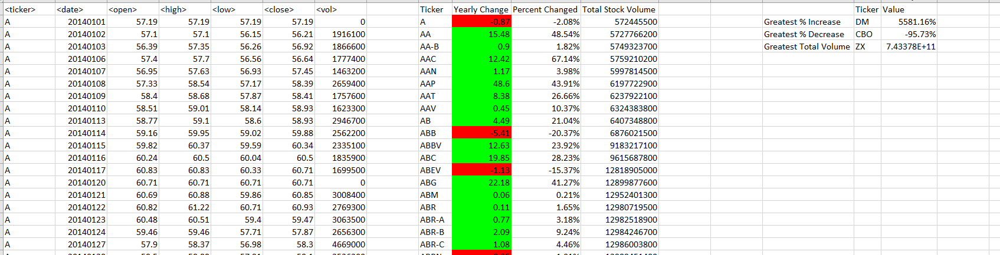 <ticker> <date> <open> <high> <low> <close> <vol> Ticker Yearly Change Percent Changed Total Stock Volume Ticker Value
A 20140101 57.19 57.19 57.19 57.19 0 A -0.87 -2.08% 572445500 Greatest % Increase DM 5581.16%
A 20140102 57.1 57.1 56.15 56.21 1916100 AA 15.48 48.54% 5727766200 Greatest % Decrease CBO -95.73%
A 20140103 56.39 57.35 56.26 56.92 1866600 AA-B 0.9 1.82% 5749323700 Greatest Total Volume ZX 7.43378E+11
A 20140106 57.4 57.7 56.56 56.64 1777400 AAC 12.42 67.14% 5759210200
A 20140107 56.95 57.63 56.93 57.45 1463200 AAN 1.17 3.98% 5997814500
A 20140108 57.33 58.54 57.17 58.39 2659400 AAP 48.6 43.91% 6197722900
A 20140109 58.4 58.68 57.87 58.41 1757600 AAT 8.38 26.66% 6237922100
A 20140110 58.51 59.01 58.14 58.93 1623300 AAV 0.45 10.37% 6324383800
A 20140113 58.77 59.1 58.6 58.93 2946700 AB 4.49 21.04% 6407348800
A 20140114 59.16 59.95 59.02 59.88 2562200 ABB -5.41 -20.37% 6876021500
A 20140115 59.82 60.37 59.59 60.34 2335100 ABBV 12.63 23.92% 9183217100
A 20140116 60.24 60.5 60.04 60.5 1835900 ABC 19.85 28.23% 9615687800
A 20140117 60.83 60.83 60.33 60.71 1699500 ABEV -1.13 -15.37% 12818905000
A 20140120 60.71 60.71 60.71 60.71 0 ABG 22.18 41.27% 12899877600
A 20140121 60.69 60.88 59.86 60.85 3008400 ABM 0.06 0.21% 12952401300
A 20140122 60.82 61.22 60.71 60.93 2769300 ABR 0.11 1.65% 12980719500
A 20140123 60.48 60.51 59.4 59.47 3063500 ABR-A 0.77 3.18% 12982518900
A 20140124 59.46 59.46 57.71 57.87 2656300 ABR-B 2.09 9.24% 12984246700
A 20140127 57.9 58.37 56.98 58.3 4669000 ABR-C 1.08 4.46% 12986003800